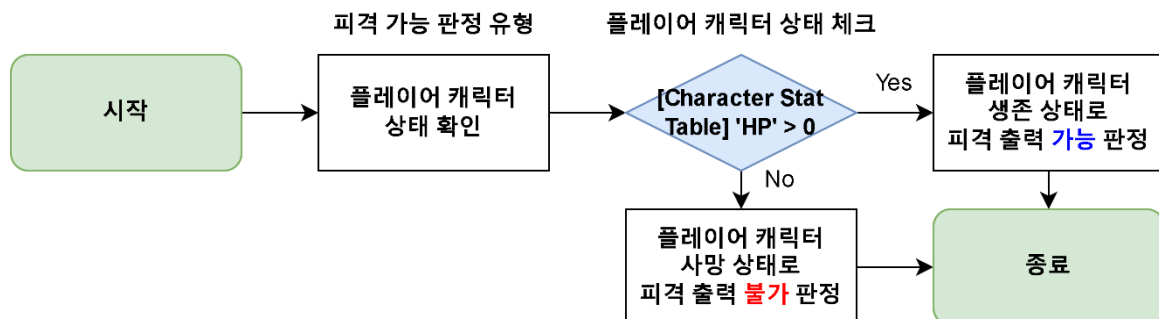 피격 가능 판정 유형
플레이어 캐릭터 상태 체크
시작
플레이어 캐릭터
상태 확인
[Character Stat
Table] 'HP' > 0
Yes
플레이어 캐릭터
생존 상태로
피격 출력 가능 판정
No
플레이어 캐릭터
사망 상태로
피격 출력 불가 판정
종료